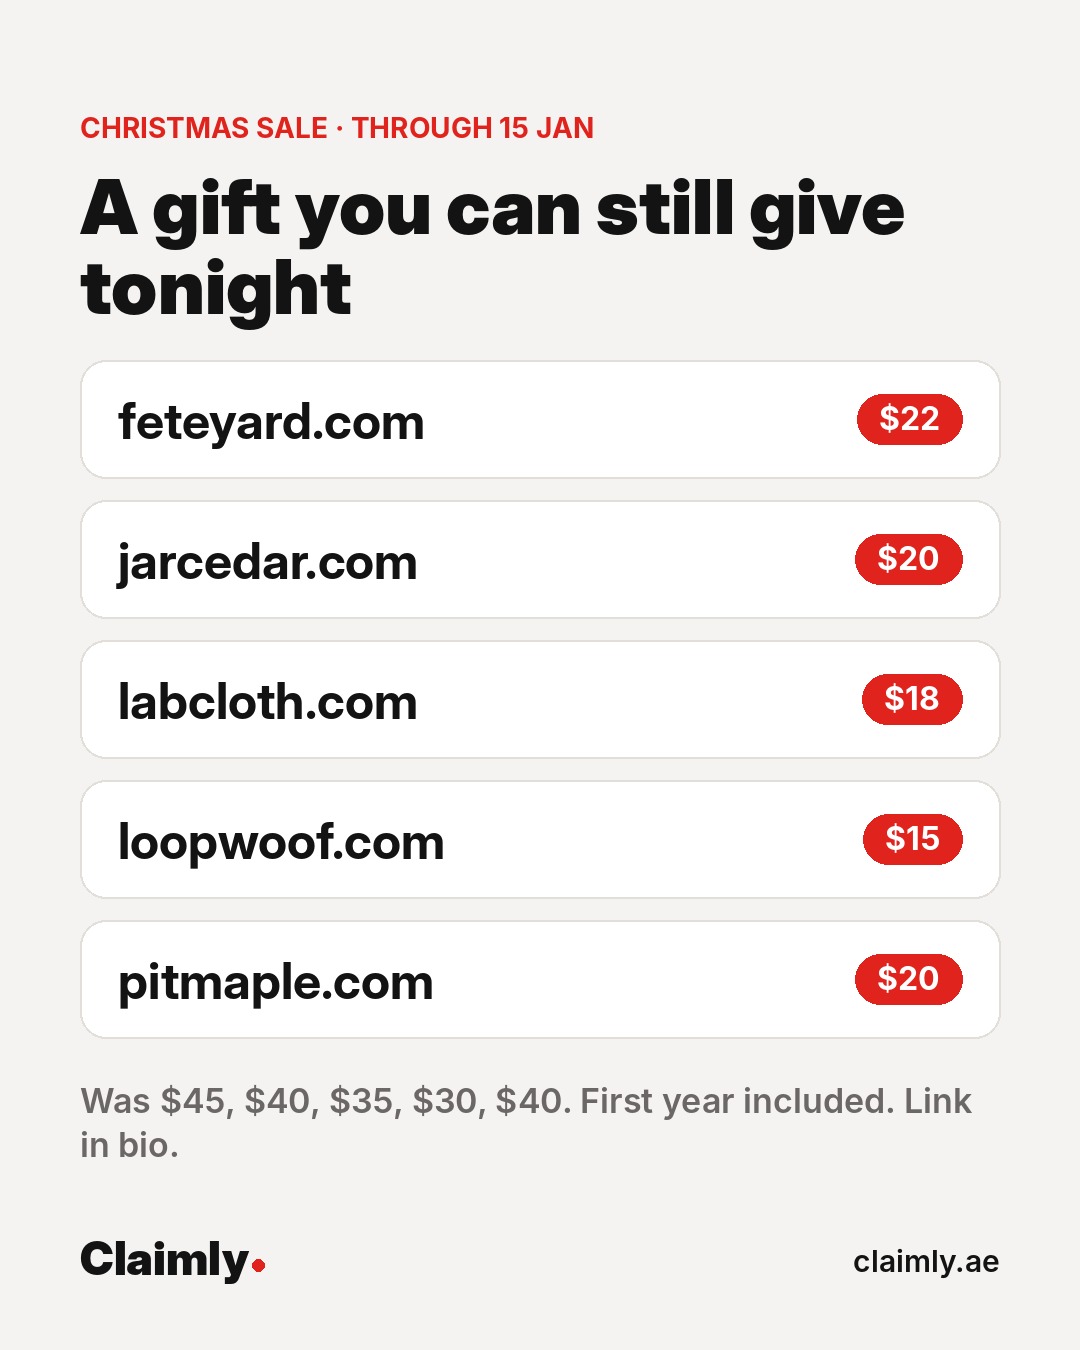 CHRISTMAS SALE · THROUGH 15 JAN
A gift you can still give
tonight
feteyard.com $22
jarcedar.com $20
labcloth.com $18
loopwoof.com $15
pitmaple.com $20
Was $45, $40, $35, $30, $40. First year included. Link
in bio.
Claimly. claimly.ae